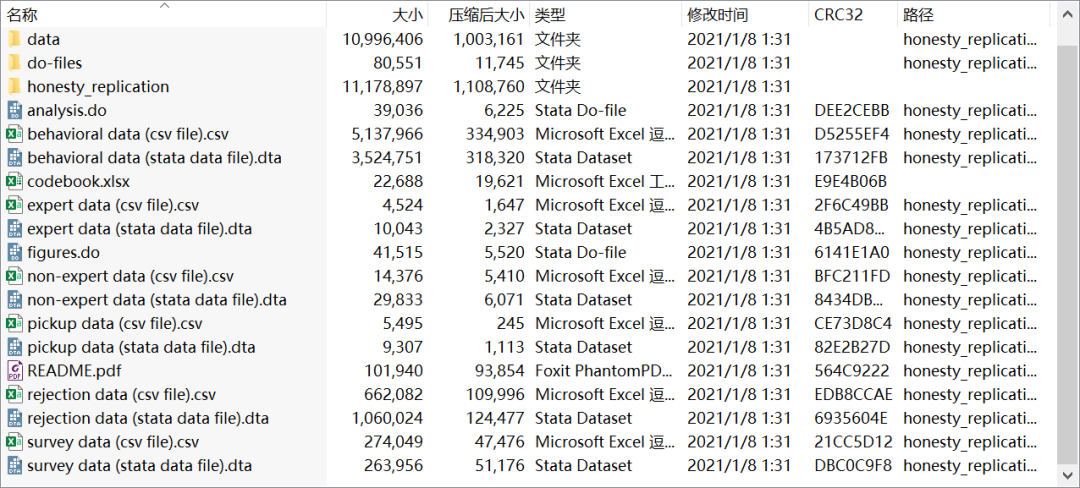 名称 大小 压缩后大小 类型 修改时间 CRC32 路径
data 10,996,406 1,003,161 文件夹 2021/1/8 1:31 honesty_replicati...
do-files 80,551 11,745 文件夹 2021/1/8 1:31 honesty_replicati...
honesty_replication 11,178,897 1,108,760 文件夹 2021/1/8 1:31
analysis.do 39,036 6,225 Stata Do-file 2021/1/8 1:31 DEE2CEBB honesty_replicati...
behavioral data (csv file).csv 5,137,966 334,903 Microsoft Excel 逗... 2021/1/8 1:31 D5255EF4 honesty_replicati...
behavioral data (stata data file).dta 3,524,751 318,320 Stata Dataset 2021/1/8 1:31 173712FB honesty_replicati...
codebook.xlsx 22,688 19,621 Microsoft Excel 工... 2021/1/8 1:31 E9E4B06B
expert data (csv file).csv 4,524 1,647 Microsoft Excel 逗... 2021/1/8 1:31 2F6C49BB honesty_replicati...
expert data (stata data file).dta 10,043 2,327 Stata Dataset 2021/1/8 1:31 4B5AD8... honesty_replicati...
figures.do 41,515 5,520 Stata Do-file 2021/1/8 1:31 6141E1A0 honesty_replicati...
non-expert data (csv file).csv 14,376 5,410 Microsoft Excel 逗... 2021/1/8 1:31 BFC211FD honesty_replicati...
non-expert data (stata data file).dta 29,833 6,071 Stata Dataset 2021/1/8 1:31 8434DB... honesty_replicati...
pickup data (csv file).csv 5,495 245 Microsoft Excel 逗... 2021/1/8 1:31 CE73D8C4 honesty_replicati...
pickup data (stata data file).dta 9,307 1,113 Stata Dataset 2021/1/8 1:31 82E2B27D honesty_replicati...
README.pdf 101,940 93,854 Foxit PhantomPD... 2021/1/8 1:31 564C9222 honesty_replicati...
rejection data (csv file).csv 662,082 109,996 Microsoft Excel 逗... 2021/1/8 1:31 EDB8CCAE honesty_replicati...
rejection data (stata data file).dta 1,060,024 124,477 Stata Dataset 2021/1/8 1:31 6935604E honesty_replicati...
survey data (csv file).csv 274,049 47,476 Microsoft Excel 逗... 2021/1/8 1:31 21CC5D12 honesty_replicati...
survey data (stata data file).dta 263,956 51,176 Stata Dataset 2021/1/8 1:31 DBC0C9F8 honesty_replicati...